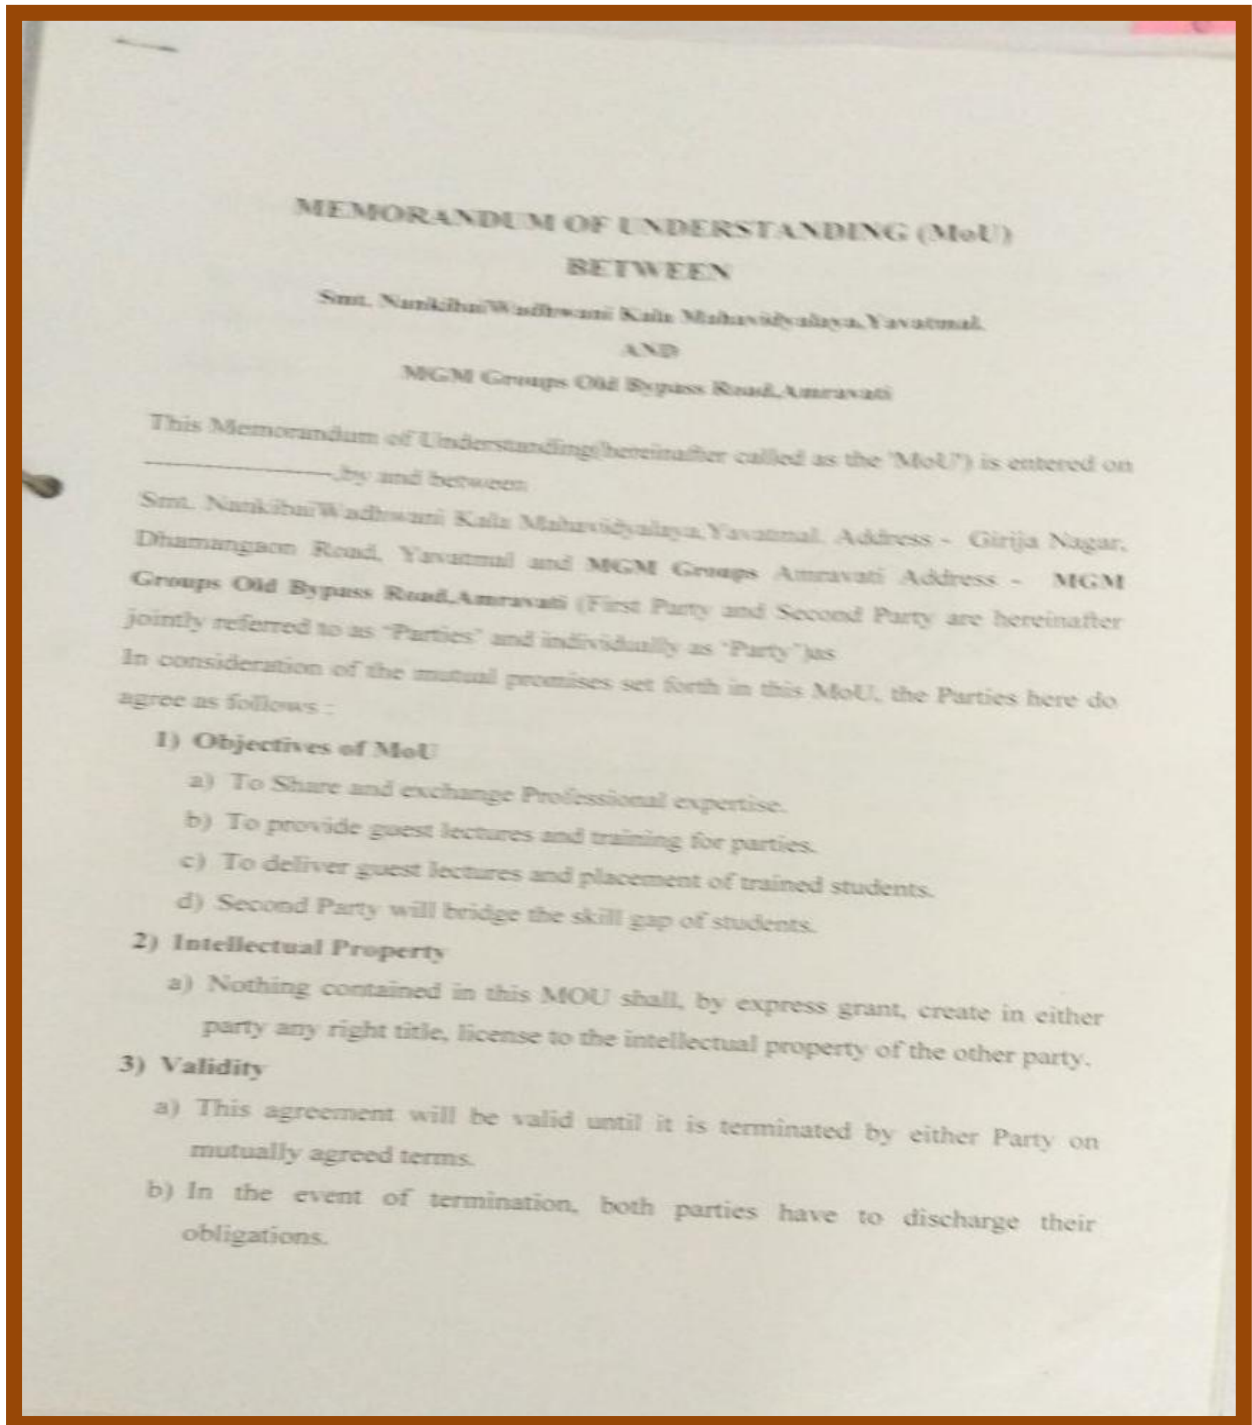 MEMORANDUM OF UNDERSTANDING (MoU)
BETWEEN
Smt. NankibaiWadhwani Kala Mahavidyalaya,Yavatmal.
AND
MGM Groups Old Bypass Road,Amravati
This Memorandum of Understanding(hereinafter called as the 'MoU') is entered on
--------------------,by and between
Smt. NankibaiWadhwani Kala Mahavidyalaya,Yavatmal. Address - Girija Nagar,
Dhamangaon Road, Yavatmal and MGM Groups Amravati Address - MGM
Groups Old Bypass Road,Amravati (First Party and Second Party are hereinafter
jointly referred to as "Parties" and individually as "Party")as
In consideration of the mutual promises set forth in this MoU, the Parties here do
agree as follows :
1) Objectives of MoU
a) To Share and exchange Professional expertise.
b) To provide guest lectures and training for parties.
c) To deliver guest lectures and placement of trained students.
d) Second Party will bridge the skill gap of students.
2) Intellectual Property
a) Nothing contained in this MOU shall, by express grant, create in either
party any right title, license to the intellectual property of the other party.
3) Validity
a) This agreement will be valid until it is terminated by either Party on
mutually agreed terms.
b) In the event of termination, both parties have to discharge their
obligations.